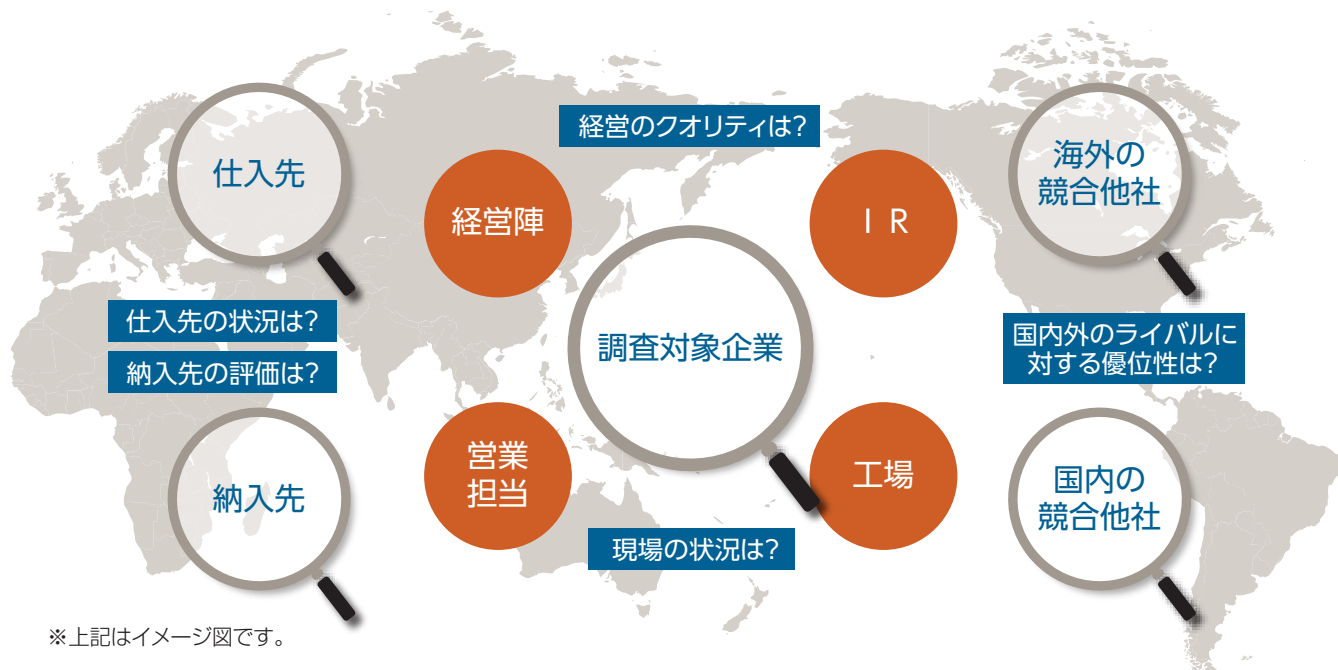 経営のクオリティは?
仕入先
経営陣
I R
海外の
競合他社
仕入先の状況は?
納入先の評価は?
調査対象企業
国内外のライバルに
対する優位性は?
納入先
営業
担当
工場
国内の
競合他社
現場の状況は?
※上記はイメージ図です。